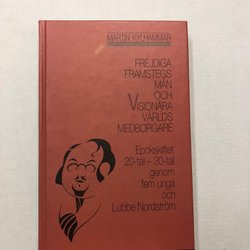 MARTIN KYLHAMMAR
FREJDIGA
FRAMSTEGS
MÄN
OCH
VISIONÄRA
VÄRLDS
MEDBORGARE
Epokskiftet
20-tal – 30-tal
genom
fem unga
och
Lubbe Nordström